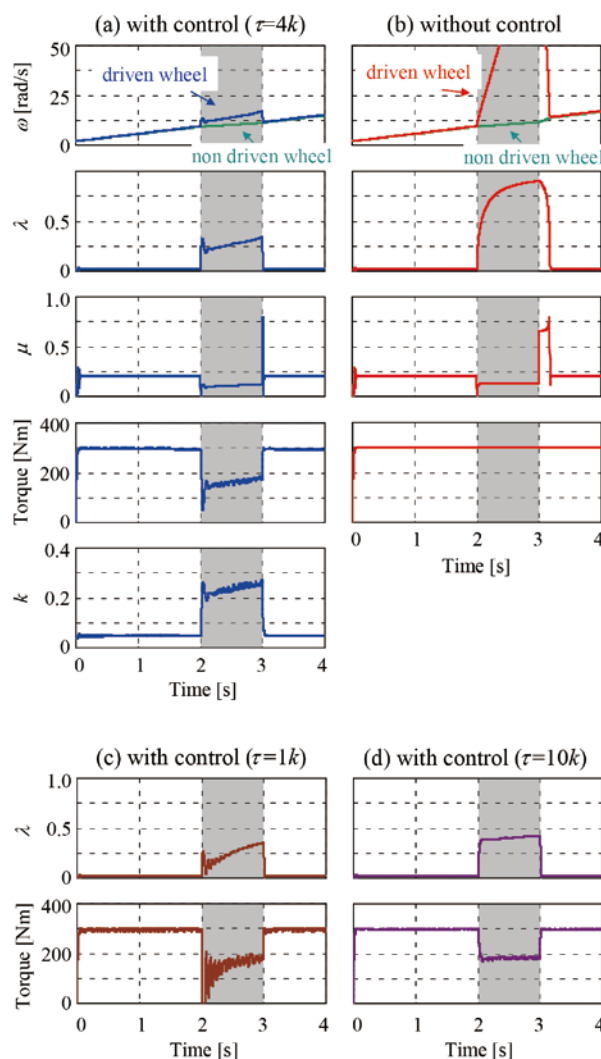 (a) with control (τ=4k)
(b) without control
ω [rad/s]
50
25
0
driven wheel
non driven wheel
driven wheel
non driven wheel
λ
0.5
0
μ
1.0
0.5
0
Torque [Nm]
400
200
0
k
0.4
0.2
0
0 1 2 3 4
Time [s]
0 1 2 3 4
Time [s]
(c) with control (τ=1k)
(d) with control (τ=10k)
λ
1.0
0.5
0
Torque [Nm]
400
200
0
0 1 2 3 4
Time [s]
0 1 2 3 4
Time [s]